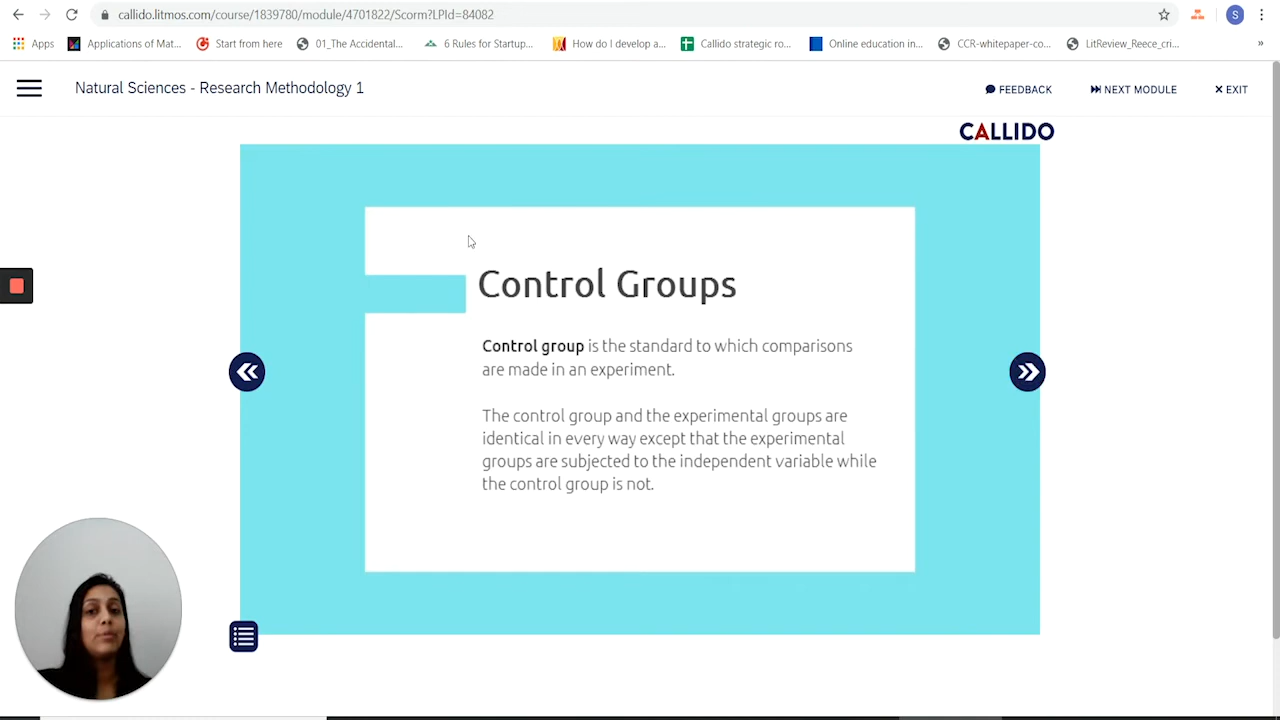 callido.litmos.com/course/1839780/module/4701822/Scorm?LPId=84082
S
Apps
Applications of Mat...
Start from here
01_The Accidental...
6 Rules for Startup...
How do I develop a...
Callido strategic ro...
Online education in...
CCR-whitepaper-co...
LitReview_Reece_cri...
»
Natural Sciences - Research Methodology 1
FEEDBACK
NEXT MODULE
EXIT
CALLIDO
Control Groups
Control group is the standard to which comparisons
are made in an experiment.
The control group and the experimental groups are
identical in every way except that the experimental
groups are subjected to the independent variable while
the control group is not.